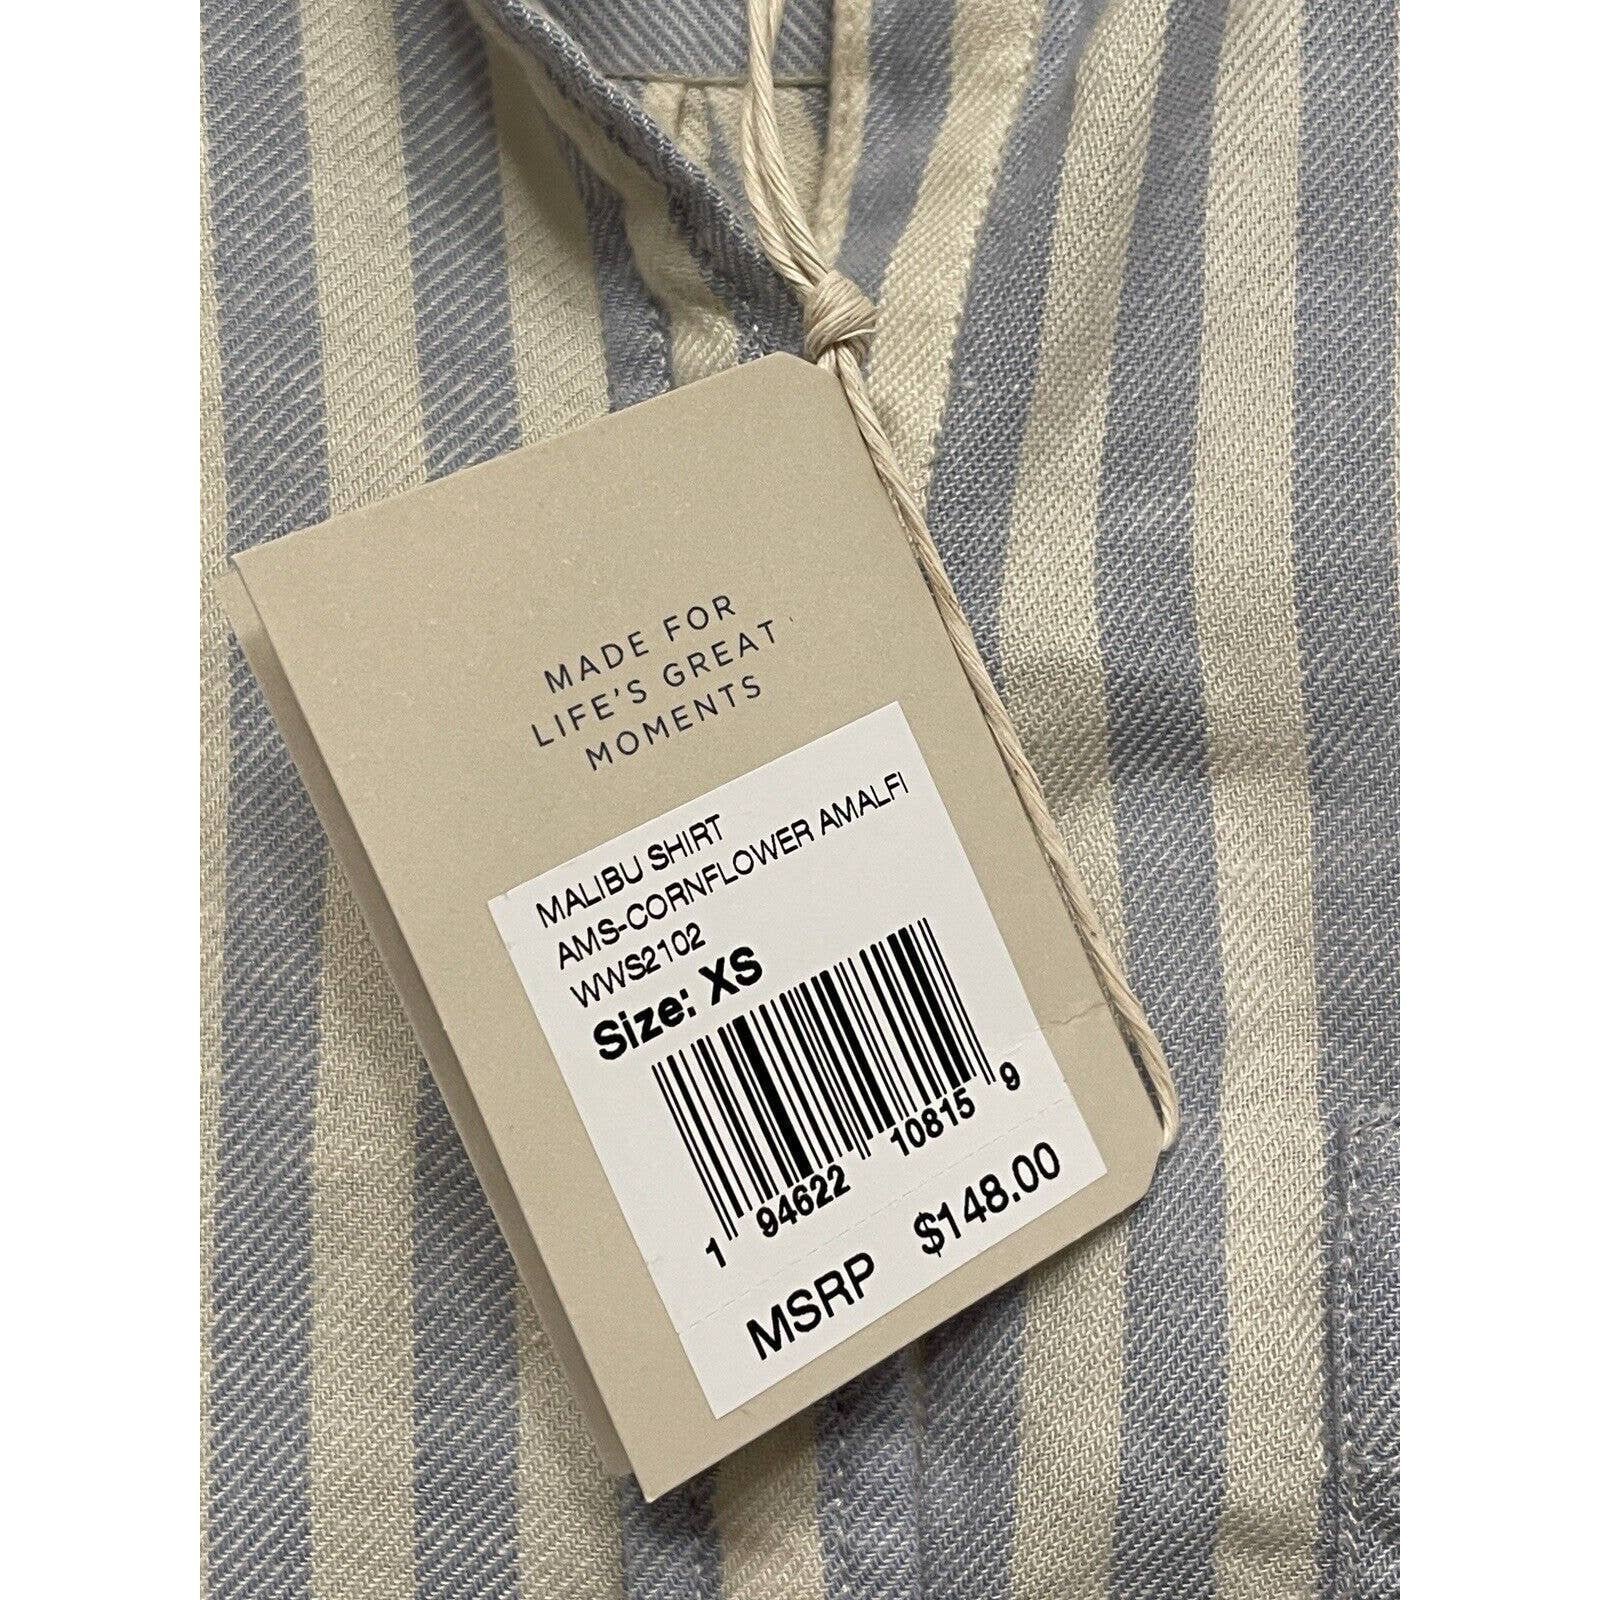 MADE FOR
LIFE'S GREAT
MOMENTS
MALIBU SHIRT
AMS-CORNFLOWER AMALFI
WWS2102
Size: XS
1 94622 10815 9
MSRP $148.00